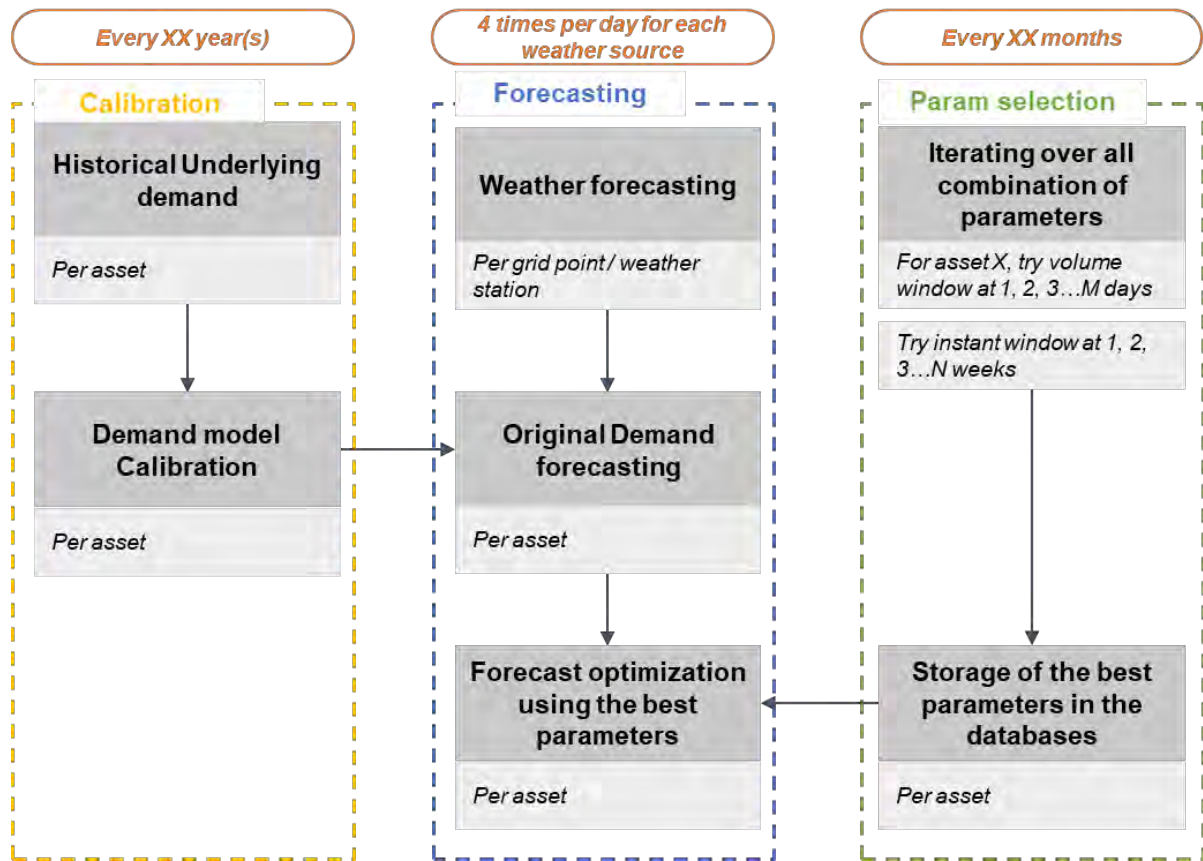 Every XX year(s)
4 times per day for each
weather source
Every XX months
Calibration
Historical Underlying
demand
Per asset
Demand model
Calibration
Per asset
Forecasting
Weather forecasting
Per grid point / weather
station
Original Demand
forecasting
Per asset
Forecast optimization
using the best
parameters
Per asset
Param selection
Iterating over all
combination of
parameters
For asset X, try volume
window at 1, 2, 3…M days
Try instant window at 1, 2,
3…N weeks
Storage of the best
parameters in the
databases
Per asset